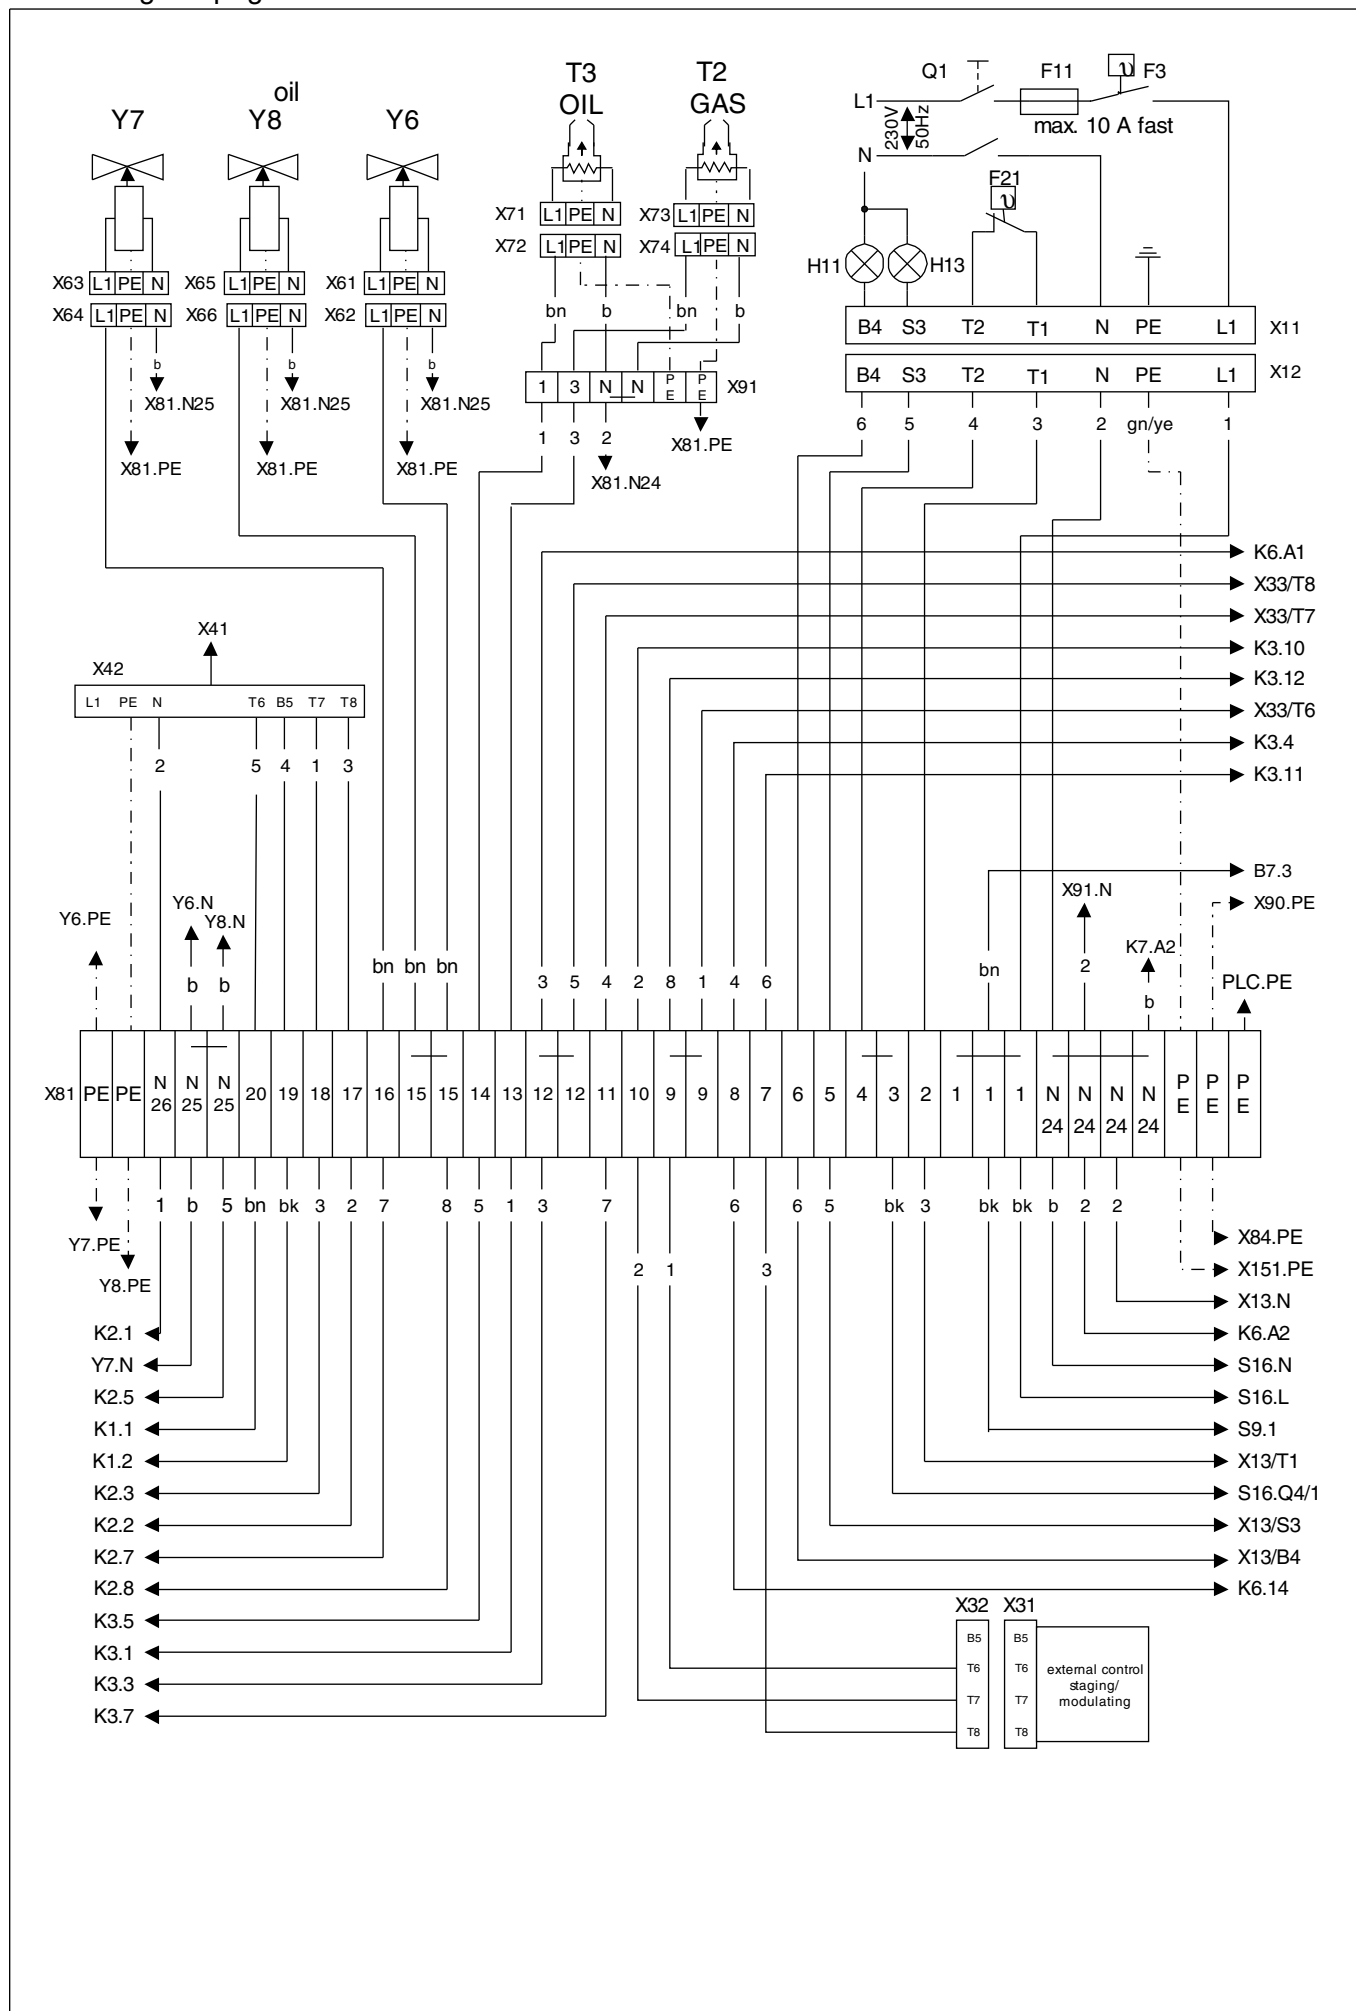 T3 T2
OIL GAS
Y7 oil Y8 Y6
Q1 F11 F3
L1
230V
50Hz
max. 10 A fast
N
F21
H11 H13
X71 L1 PE N X73 L1 PE N
X72 L1 PE N X74 L1 PE N
X63 L1 PE N X65 L1 PE N X61 L1 PE N
X64 L1 PE N X66 L1 PE N X62 L1 PE N
bn b bn b
B4 S3 T2 T1 N PE L1 X11
B4 S3 T2 T1 N PE L1 X12
b b b
1 3 N N PE PE X91
X81.N25 X81.N25 X81.N25
6 5 4 3 2 gn/ye 1
1 3 2 X81.PE
X81.PE X81.PE X81.PE
X81.N24
K6.A1
X33/T8
X33/T7
K3.10
K3.12
X33/T6
K3.4
K3.11
X41
X42
L1 PE N T6 B5 T7 T8
2 5 4 1 3
B7.3
X90.PE
Y6.PE Y6.N Y8.N X91.N K7.A2
PLC.PE
b b bn bn bn 3 5 4 2 8 1 4 6 bn 2 b
X81 PE PE N26 N25 N25 20 19 18 17 16 15 15 14 13 12 12 11 10 9 9 8 7 6 5 4 3 2 1 1 1 N24 N24 N24 N24 PE PE PE
1 b 5 bn bk 3 2 7 8 5 1 3 7 6 6 5 bk 3 bk bk b 2 2
Y7.PE
Y8.PE
2 1 3
X84.PE
X151.PE
X13.N
K2.1 K6.A2
Y7.N S16.N
K2.5 S16.L
K1.1 S9.1
K1.2 X13/T1
K2.3 S16.Q4/1
K2.2 X13/S3
K2.7 X13/B4
K2.8 K6.14
K3.5
K3.1
K3.3
K3.7
X32 X31
B5 B5
T6 T6
T7 T7
T8 T8
external control
staging/
modulating